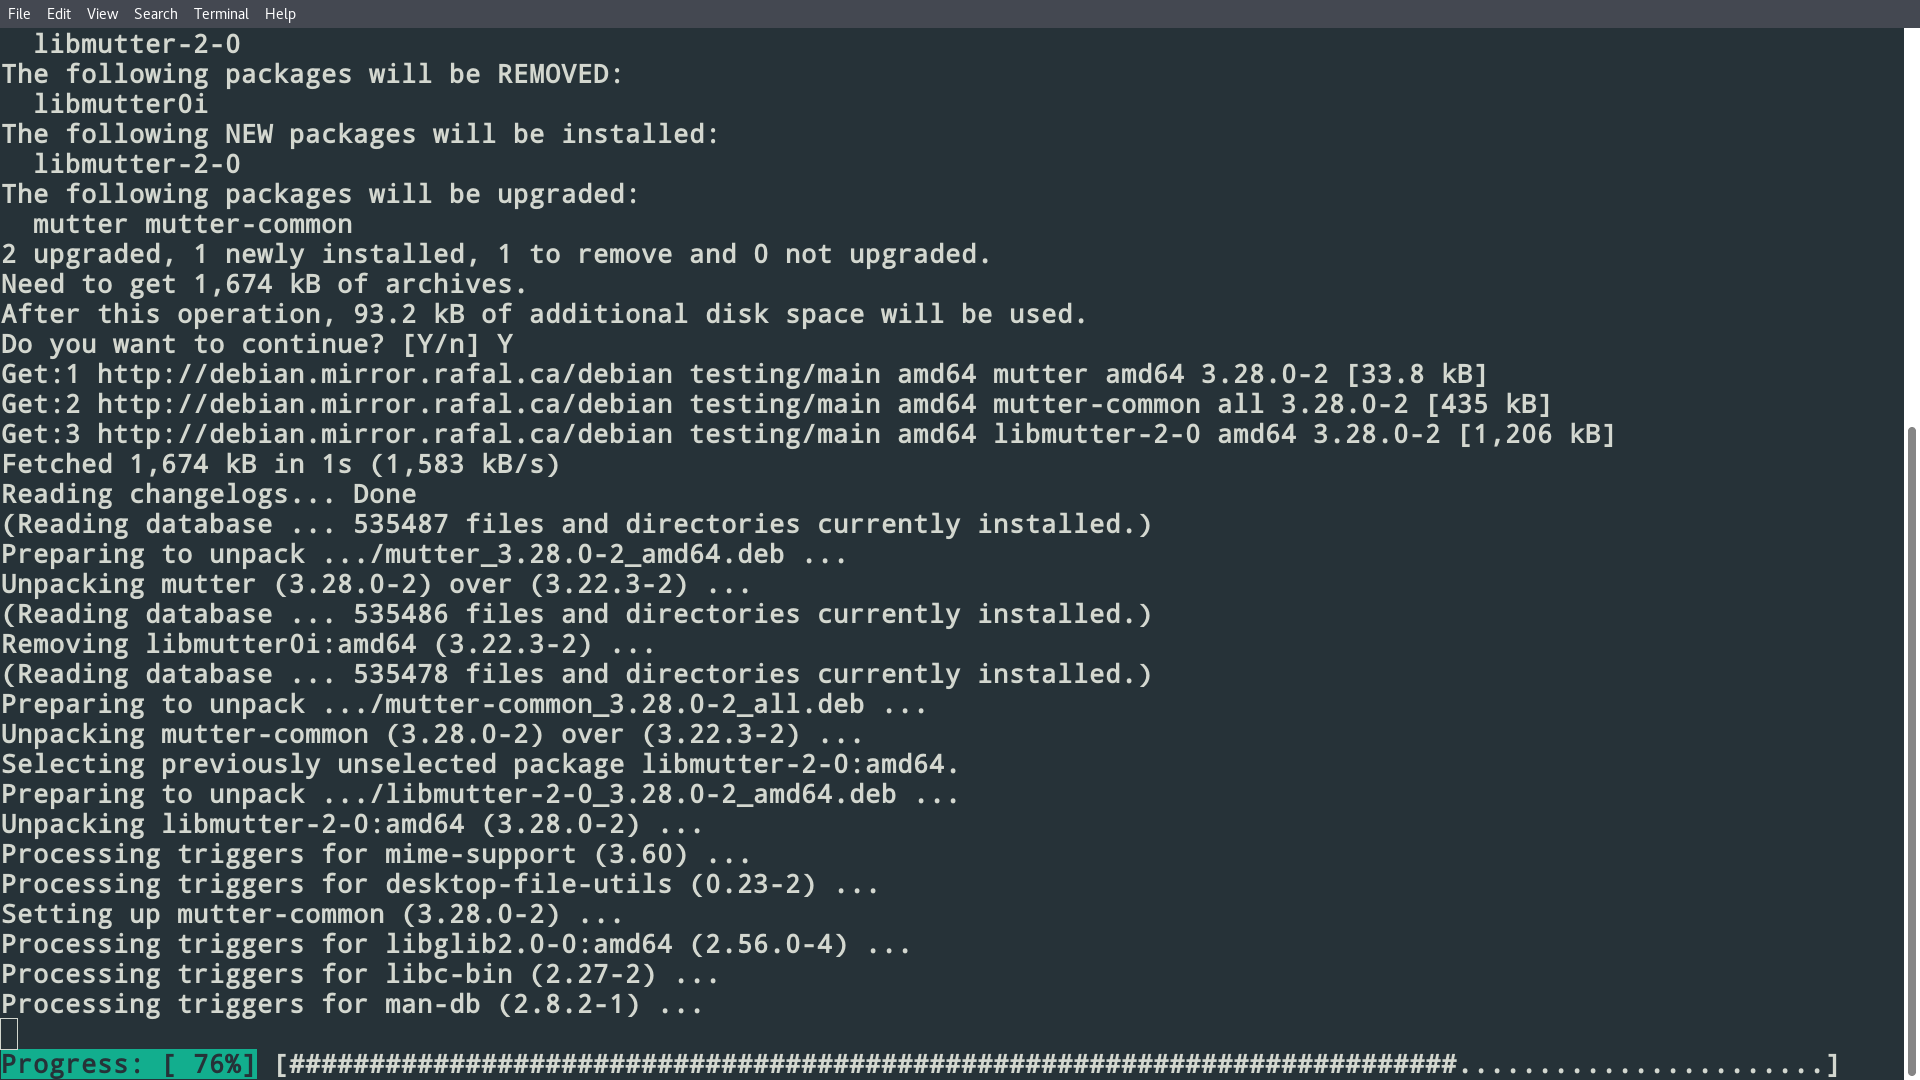 File Edit View Search Terminal Help
  libmutter-2-0
The following packages will be REMOVED:
  libmutter0i
The following NEW packages will be installed:
  libmutter-2-0
The following packages will be upgraded:
  mutter mutter-common
2 upgraded, 1 newly installed, 1 to remove and 0 not upgraded.
Need to get 1,674 kB of archives.
After this operation, 93.2 kB of additional disk space will be used.
Do you want to continue? [Y/n] Y
Get:1 http://debian.mirror.rafal.ca/debian testing/main amd64 mutter amd64 3.28.0-2 [33.8 kB]
Get:2 http://debian.mirror.rafal.ca/debian testing/main amd64 mutter-common all 3.28.0-2 [435 kB]
Get:3 http://debian.mirror.rafal.ca/debian testing/main amd64 libmutter-2-0 amd64 3.28.0-2 [1,206 kB]
Fetched 1,674 kB in 1s (1,583 kB/s)
Reading changelogs... Done
(Reading database ... 535487 files and directories currently installed.)
Preparing to unpack .../mutter_3.28.0-2_amd64.deb ...
Unpacking mutter (3.28.0-2) over (3.22.3-2) ...
(Reading database ... 535486 files and directories currently installed.)
Removing libmutter0i:amd64 (3.22.3-2) ...
(Reading database ... 535478 files and directories currently installed.)
Preparing to unpack .../mutter-common_3.28.0-2_all.deb ...
Unpacking mutter-common (3.28.0-2) over (3.22.3-2) ...
Selecting previously unselected package libmutter-2-0:amd64.
Preparing to unpack .../libmutter-2-0_3.28.0-2_amd64.deb ...
Unpacking libmutter-2-0:amd64 (3.28.0-2) ...
Processing triggers for mime-support (3.60) ...
Processing triggers for desktop-file-utils (0.23-2) ...
Setting up mutter-common (3.28.0-2) ...
Processing triggers for libglib2.0-0:amd64 (2.56.0-4) ...
Processing triggers for libc-bin (2.27-2) ...
Processing triggers for man-db (2.8.2-1) ...
Progress: [ 76%] [#########################################################################.......................]